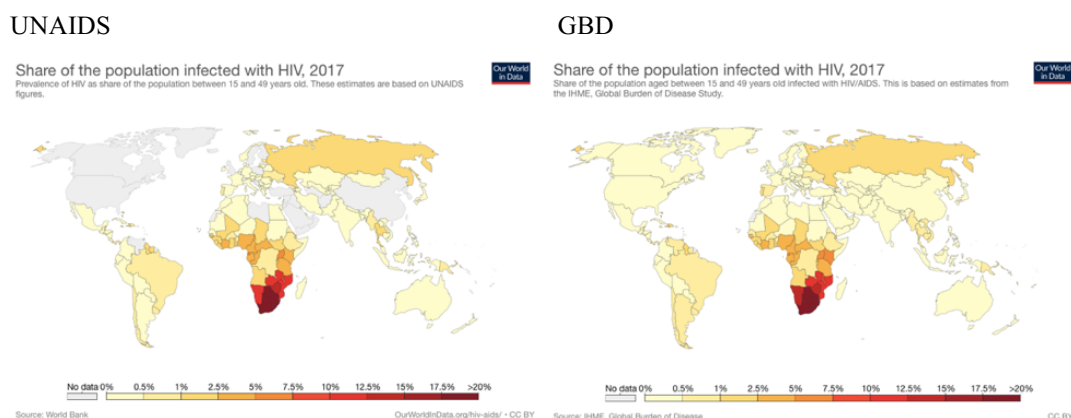 UNAIDS
Share of the population infected with HIV, 2017
Prevalence of HIV as share of the population between 15 and 49 years old. These estimates are based on UNAIDS
figures.
Our World
in Data
No data 0% 0.5% 1% 2.5% 5% 7.5% 10% 12.5% 15% 17.5% >20%
Source: World Bank
OurWorldInData.org/hiv-aids/ • CC BY
GBD
Share of the population infected with HIV, 2017
Share of the population aged between 15 and 49 years old infected with HIV/AIDS. This is based on estimates from
the IHME, Global Burden of Disease Study.
Our World
in Data
No data 0% 0.5% 1% 2.5% 5% 7.5% 10% 12.5% 15% 17.5% >20%
Source: IHME, Global Burden of Disease
CC BY